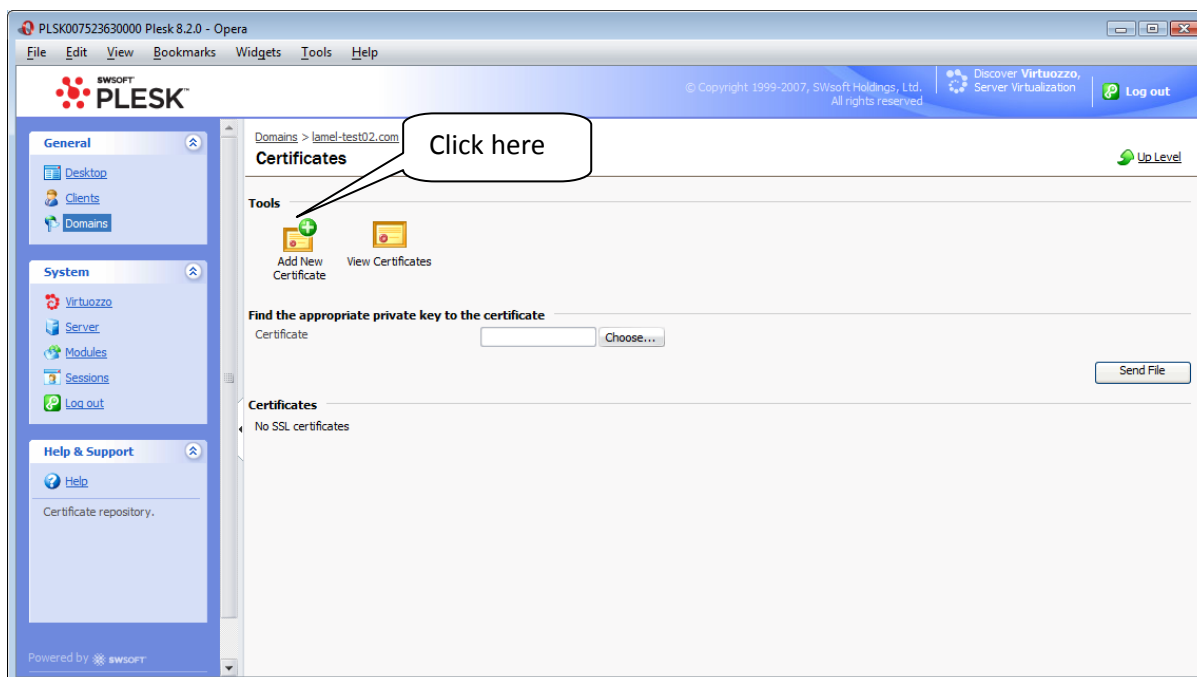 PLSK007523630000 Plesk 8.2.0 - Opera
File Edit View Bookmarks Widgets Tools Help
SWSOFT
PLESK™
© Copyright 1999-2007, SWsoft Holdings, Ltd.
All rights reserved
Discover Virtuozzo,
Server Virtualization
Log out
General
Desktop
Clients
Domains
System
Virtuozzo
Server
Modules
Sessions
Log out
Help & Support
Help
Certificate repository.
Powered by SWSOFT
Domains > lamel-test02.com
Certificates
Click here
Up Level
Tools
Add New
Certificate
View Certificates
Find the appropriate private key to the certificate
Certificate
Choose...
Send File
Certificates
No SSL certificates